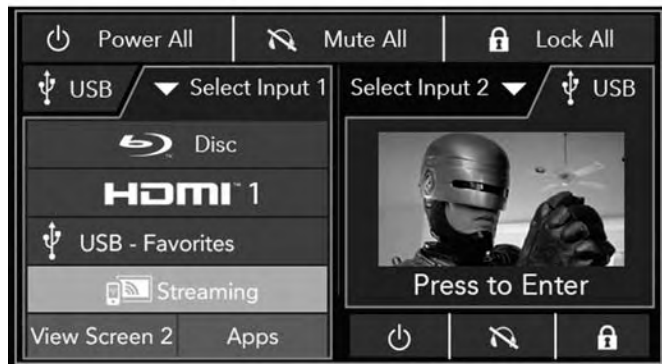 Power All Mute All Lock All
USB Select Input 1 Select Input 2 USB
Disc
HDMI™ 1
USB - Favorites
Streaming
Press to Enter
View Screen 2 Apps